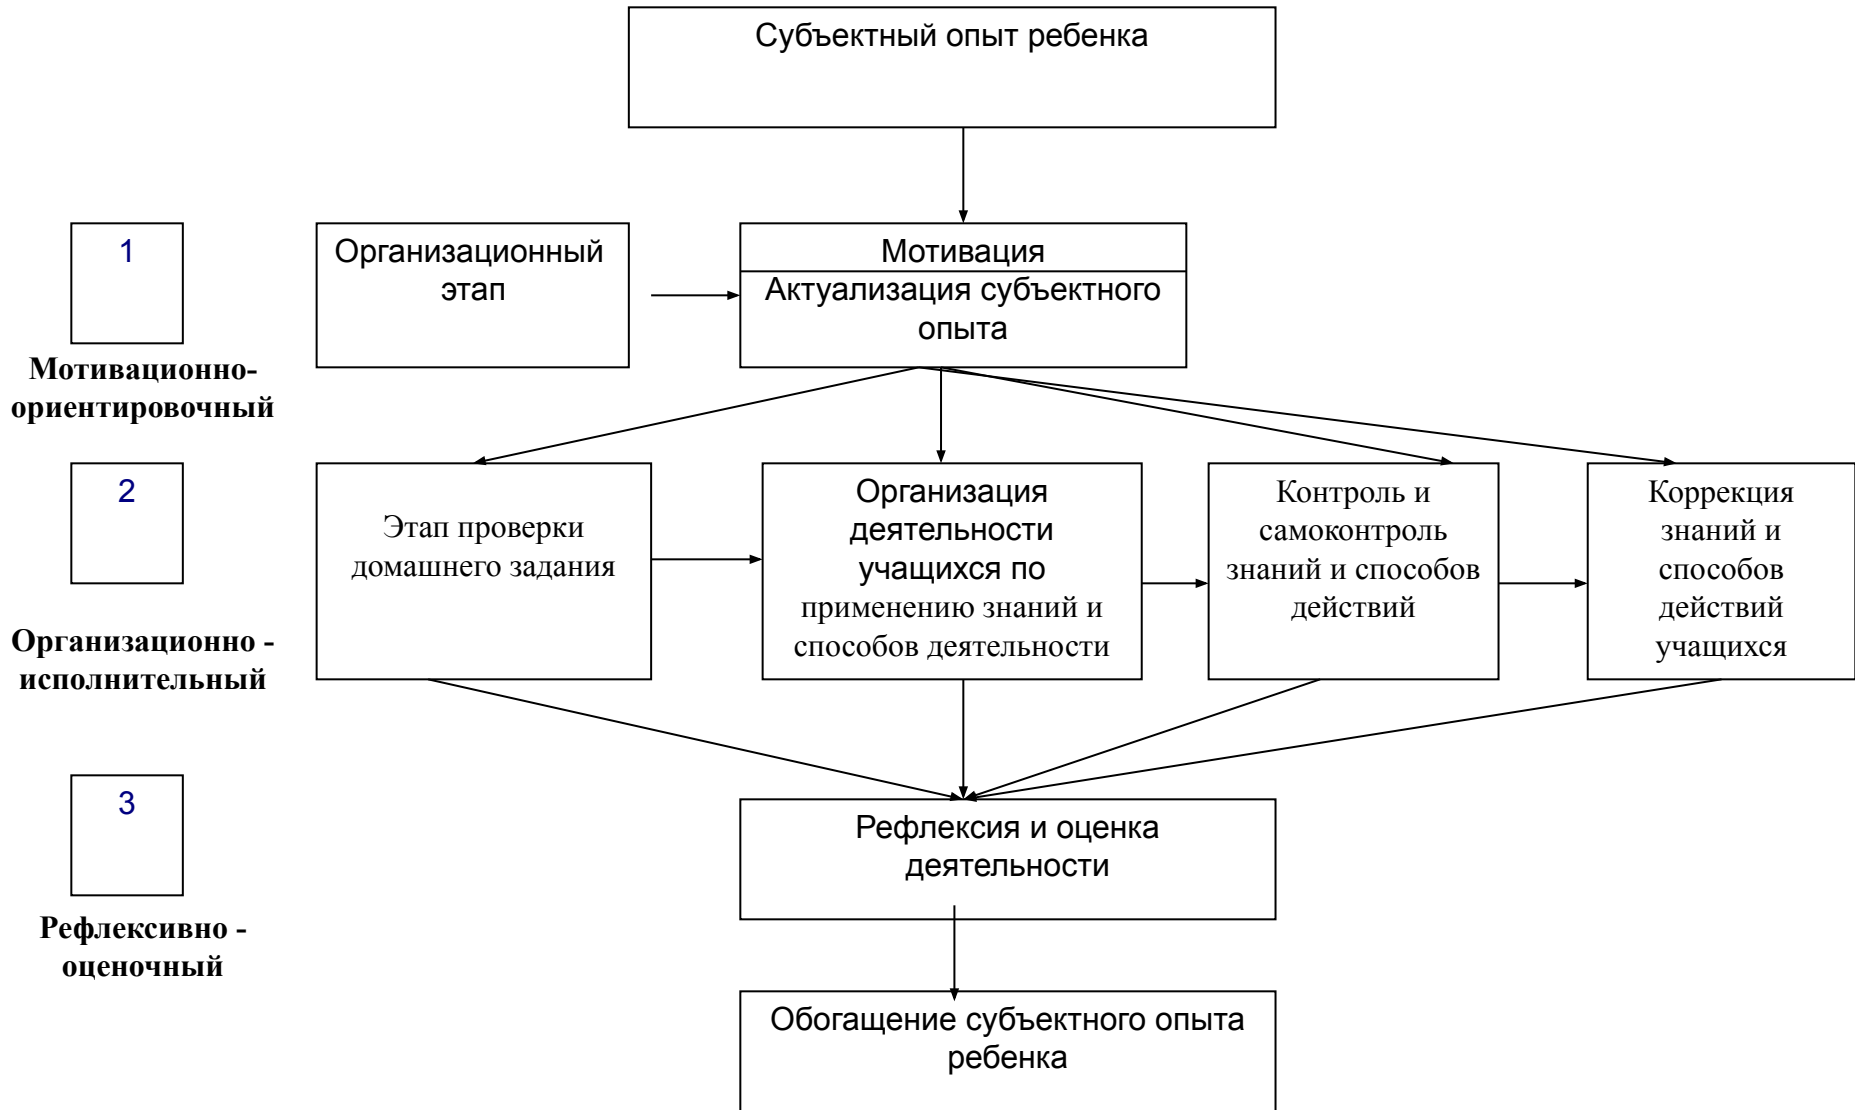 Субъектный опыт ребенка
1
Мотивационно-
ориентировочный
Организационный
этап
Мотивация
Актуализация субъектного
опыта
2
Организационно -
исполнительный
Этап проверки
домашнего задания
Организация
деятельности
учащихся по
применению знаний и
способов деятельности
Контроль и
самоконтроль
знаний и способов
действий
Коррекция
знаний и
способов
действий
учащихся
3
Рефлексивно -
оценочный
Рефлексия и оценка
деятельности
Обогащение субъектного опыта
ребенка